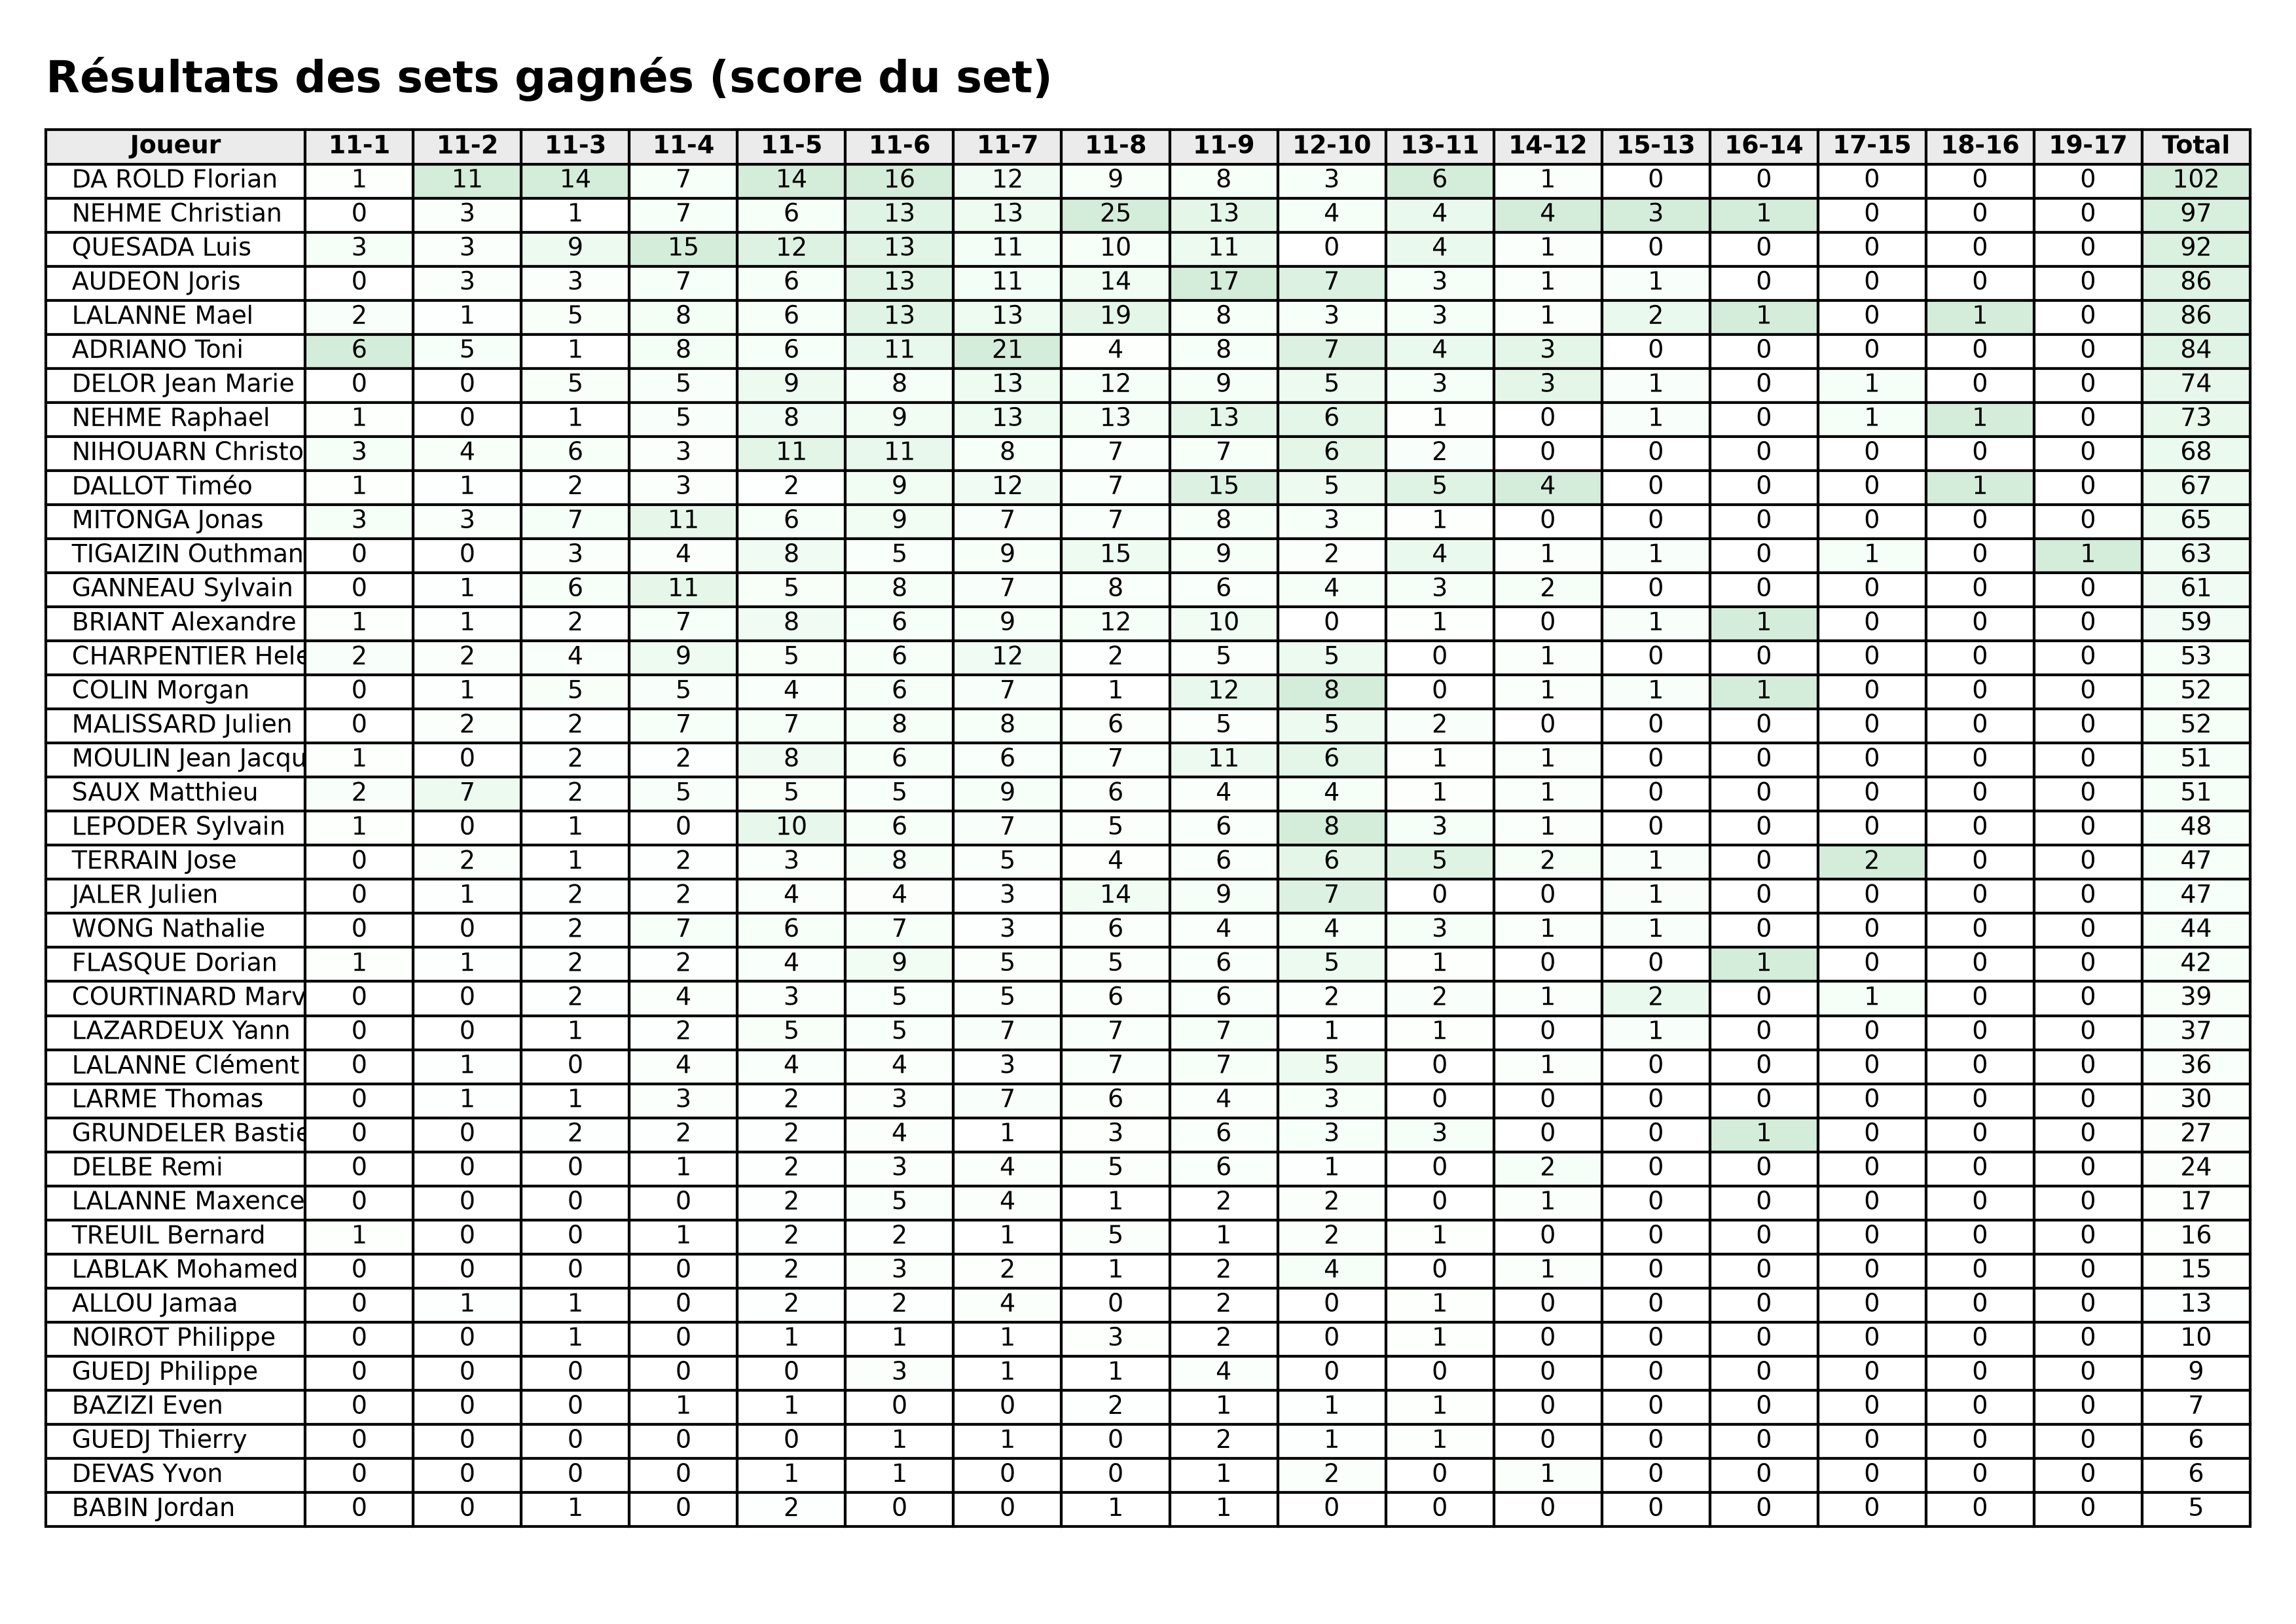 Résultats des sets gagnés (score du set)
Joueur 11-1 11-2 11-3 11-4 11-5 11-6 11-7 11-8 11-9 12-10 13-11 14-12 15-13 16-14 17-15 18-16 19-17 Total
DA ROLD Florian 1 11 14 7 14 16 12 9 8 3 6 1 0 0 0 0 0 102
NEHME Christian 0 3 1 7 6 13 13 25 13 4 4 4 3 1 0 0 0 97
QUESADA Luis 3 3 9 15 12 13 11 10 11 0 4 1 0 0 0 0 0 92
AUDEON Joris 0 3 3 7 6 13 11 14 17 7 3 1 1 0 0 0 0 86
LALANNE Mael 2 1 5 8 6 13 13 19 8 3 3 1 2 1 0 1 0 86
ADRIANO Toni 6 5 1 8 6 11 21 4 8 7 4 3 0 0 0 0 0 84
DELOR Jean Marie 0 0 5 5 9 8 13 12 9 5 3 3 1 0 1 0 0 74
NEHME Raphael 1 0 1 5 8 9 13 13 13 6 1 0 1 0 1 1 0 73
NIHOUARN Christo 3 4 6 3 11 11 8 7 7 6 2 0 0 0 0 0 0 68
DALLOT Timéo 1 1 2 3 2 9 12 7 15 5 5 4 0 0 0 1 0 67
MITONGA Jonas 3 3 7 11 6 9 7 7 8 3 1 0 0 0 0 0 0 65
TIGAIZIN Outhman 0 0 3 4 8 5 9 15 9 2 4 1 1 0 1 0 1 63
GANNEAU Sylvain 0 1 6 11 5 8 7 8 6 4 3 2 0 0 0 0 0 61
BRIANT Alexandre 1 1 2 7 8 6 9 12 10 0 1 0 1 1 0 0 0 59
CHARPENTIER Hele 2 2 4 9 5 6 12 2 5 5 0 1 0 0 0 0 0 53
COLIN Morgan 0 1 5 5 4 6 7 1 12 8 0 1 1 1 0 0 0 52
MALISSARD Julien 0 2 2 7 7 8 8 6 5 5 2 0 0 0 0 0 0 52
MOULIN Jean Jacqu 1 0 2 2 8 6 6 7 11 6 1 1 0 0 0 0 0 51
SAUX Matthieu 2 7 2 5 5 5 9 6 4 4 1 1 0 0 0 0 0 51
LEPODER Sylvain 1 0 1 0 10 6 7 5 6 8 3 1 0 0 0 0 0 48
TERRAIN Jose 0 2 1 2 3 8 5 4 6 6 5 2 1 0 2 0 0 47
JALER Julien 0 1 2 2 4 4 3 14 9 7 0 0 1 0 0 0 0 47
WONG Nathalie 0 0 2 7 6 7 3 6 4 4 3 1 1 0 0 0 0 44
FLASQUE Dorian 1 1 2 2 4 9 5 5 6 5 1 0 0 1 0 0 0 42
COURTINARD Marv 0 0 2 4 3 5 5 6 6 2 2 1 2 0 1 0 0 39
LAZARDEUX Yann 0 0 1 2 5 5 7 7 7 1 1 0 1 0 0 0 0 37
LALANNE Clément 0 1 0 4 4 4 3 7 7 5 0 1 0 0 0 0 0 36
LARME Thomas 0 1 1 3 2 3 7 6 4 3 0 0 0 0 0 0 0 30
GRUNDELER Bastie 0 0 2 2 2 4 1 3 6 3 3 0 0 1 0 0 0 27
DELBE Remi 0 0 0 1 2 3 4 5 6 1 0 2 0 0 0 0 0 24
LALANNE Maxence 0 0 0 0 2 5 4 1 2 2 0 1 0 0 0 0 0 17
TREUIL Bernard 1 0 0 1 2 2 1 5 1 2 1 0 0 0 0 0 0 16
LABLAK Mohamed 0 0 0 0 2 3 2 1 2 4 0 1 0 0 0 0 0 15
ALLOU Jamaa 0 1 1 0 2 2 4 0 2 0 1 0 0 0 0 0 0 13
NOIROT Philippe 0 0 1 0 1 1 1 3 2 0 1 0 0 0 0 0 0 10
GUEDJ Philippe 0 0 0 0 0 3 1 1 4 0 0 0 0 0 0 0 0 9
BAZIZI Even 0 0 0 1 1 0 0 2 1 1 1 0 0 0 0 0 0 7
GUEDJ Thierry 0 0 0 0 0 1 1 0 2 1 1 0 0 0 0 0 0 6
DEVAS Yvon 0 0 0 0 1 1 0 0 1 2 0 1 0 0 0 0 0 6
BABIN Jordan 0 0 1 0 2 0 0 1 1 0 0 0 0 0 0 0 0 5